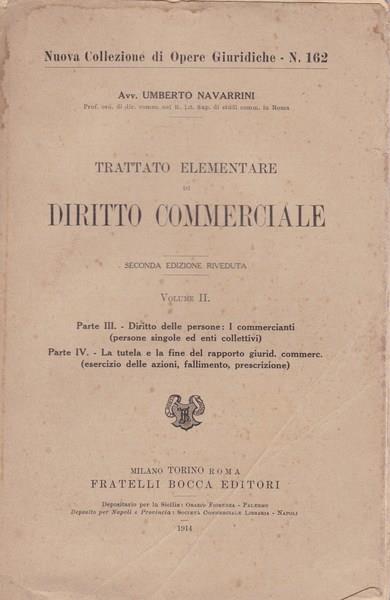 Nuova Collezione di Opere Giuridiche - N. 162
Avv. UMBERTO NAVARRINI
Prof. ord. di dir. comm. nel R. Ist. Sup. di studi comm. in Roma
TRATTATO ELEMENTARE
DI
DIRITTO COMMERCIALE
SECONDA EDIZIONE RIVEDUTA
VOLUME II.
Parte III. - Diritto delle persone: I commercianti
(persone singole ed enti collettivi)
Parte IV. - La tutela e la fine del rapporto giurid. commerc.
(esercizio delle azioni, fallimento, prescrizione)
MILANO TORINO ROMA
FRATELLI BOCCA EDITORI
Depositario per la Sicilia: ORAZIO FIORENZA - PALERMO
Deposito per Napoli e Provincia: SOCIETÀ COMMERCIALE LIBRARIA - NAPOLI
1914